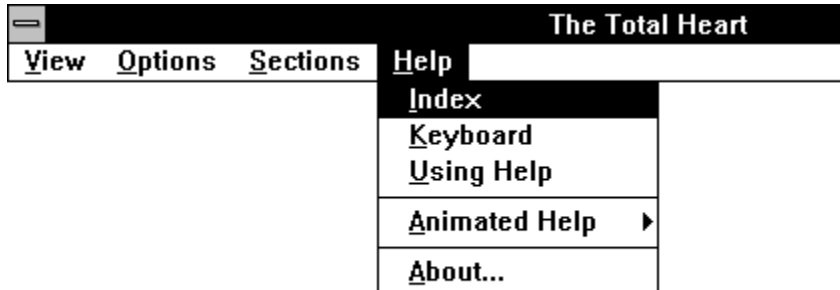 The Total Heart
View Options Sections Help
Index
Keyboard
Using Help
Animated Help
About...